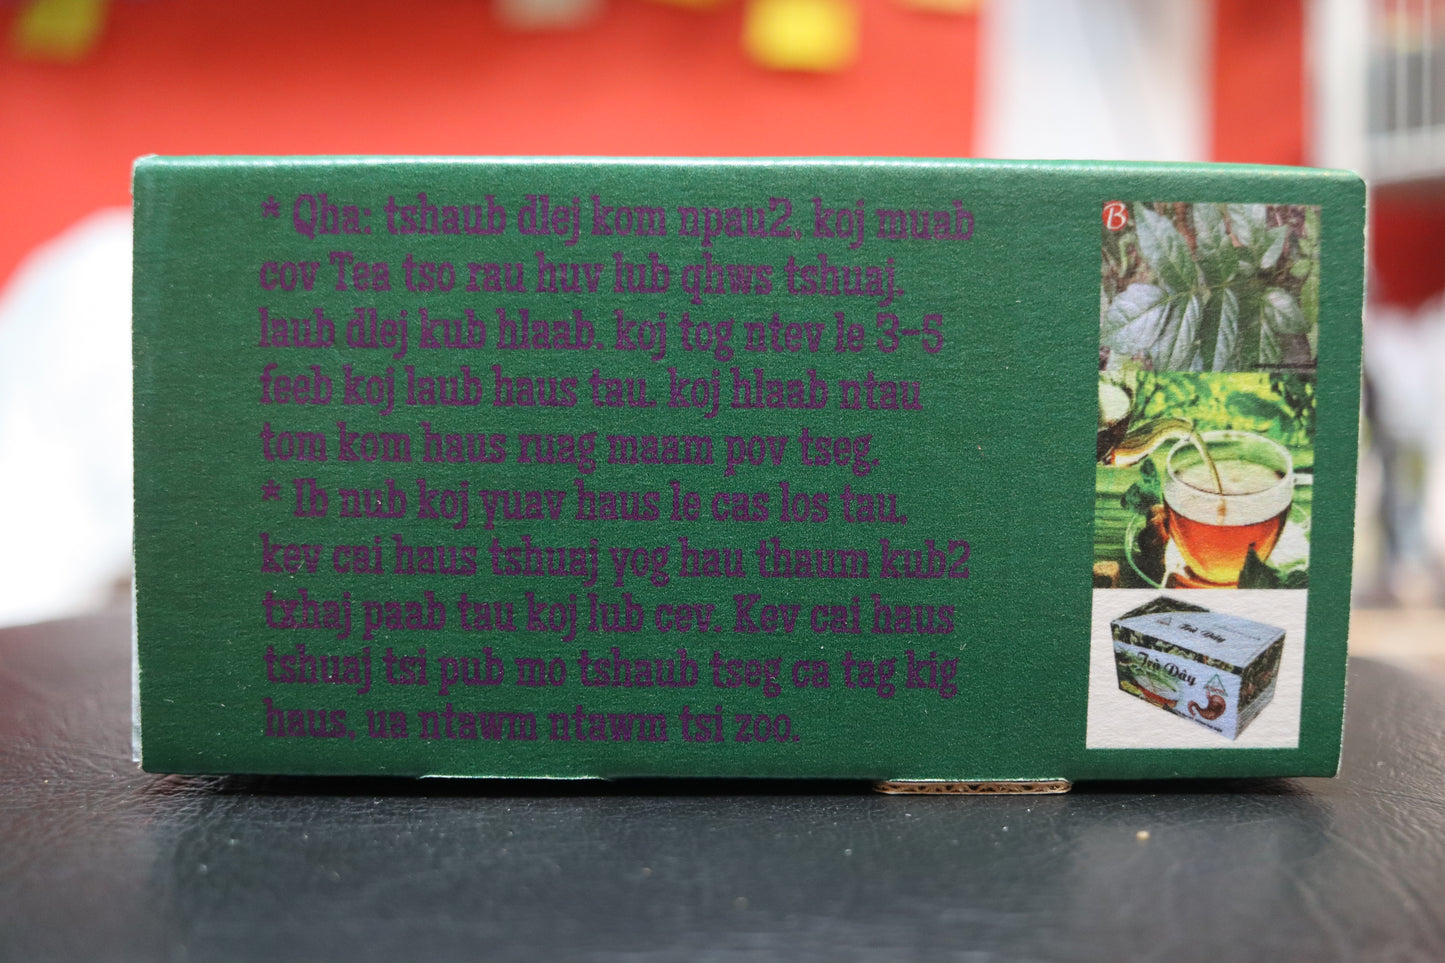 * Qha: tshaub dlej kom npau2, koj muab
cov Tea tso rau huv lub qhws tshuaj.
laub dlej kub hlaab. koj tog ntev le 3-5
feeb koj laub haus tau. koj hlaab ntau
tom kom haus ruag maam pov tseg.
* Ib nub koj yuav haus le cas los tau.
kev cai haus tshuaj yog hau thaum kub2
txhaj paab tau koj lub cev. Kev cai haus
tshuaj tsi pub mo tshaub tseg ca tag kig
haus. ua ntawm ntawm tsi zoo.
B
Trà Dây
Trà Dây